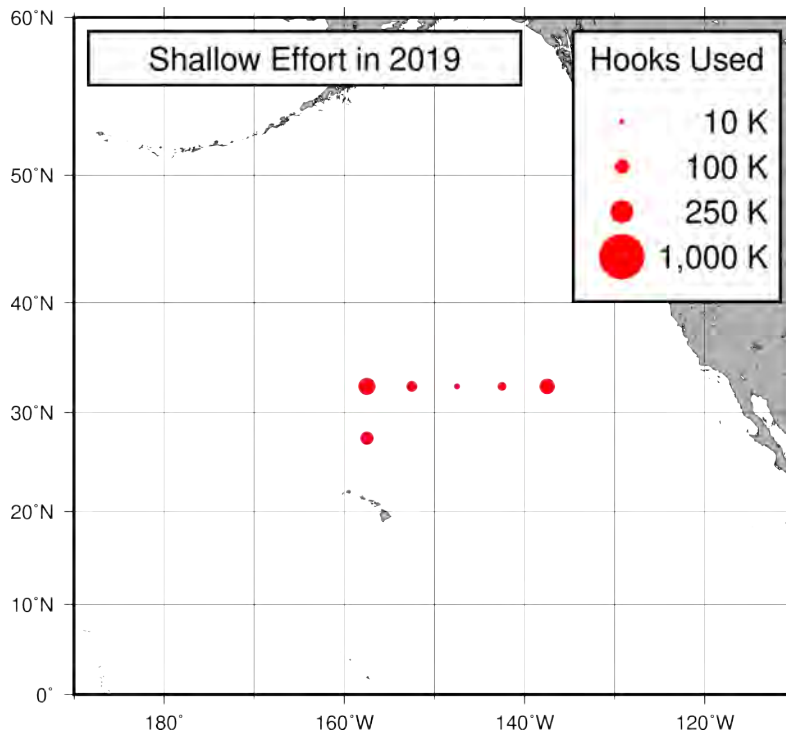 60˚N
Shallow Effort in 2019
Hooks Used
10 K
100 K
250 K
1,000 K
50˚N
40˚N
30˚N
20˚N
10˚N
0˚
180˚
160˚W
140˚W
120˚W